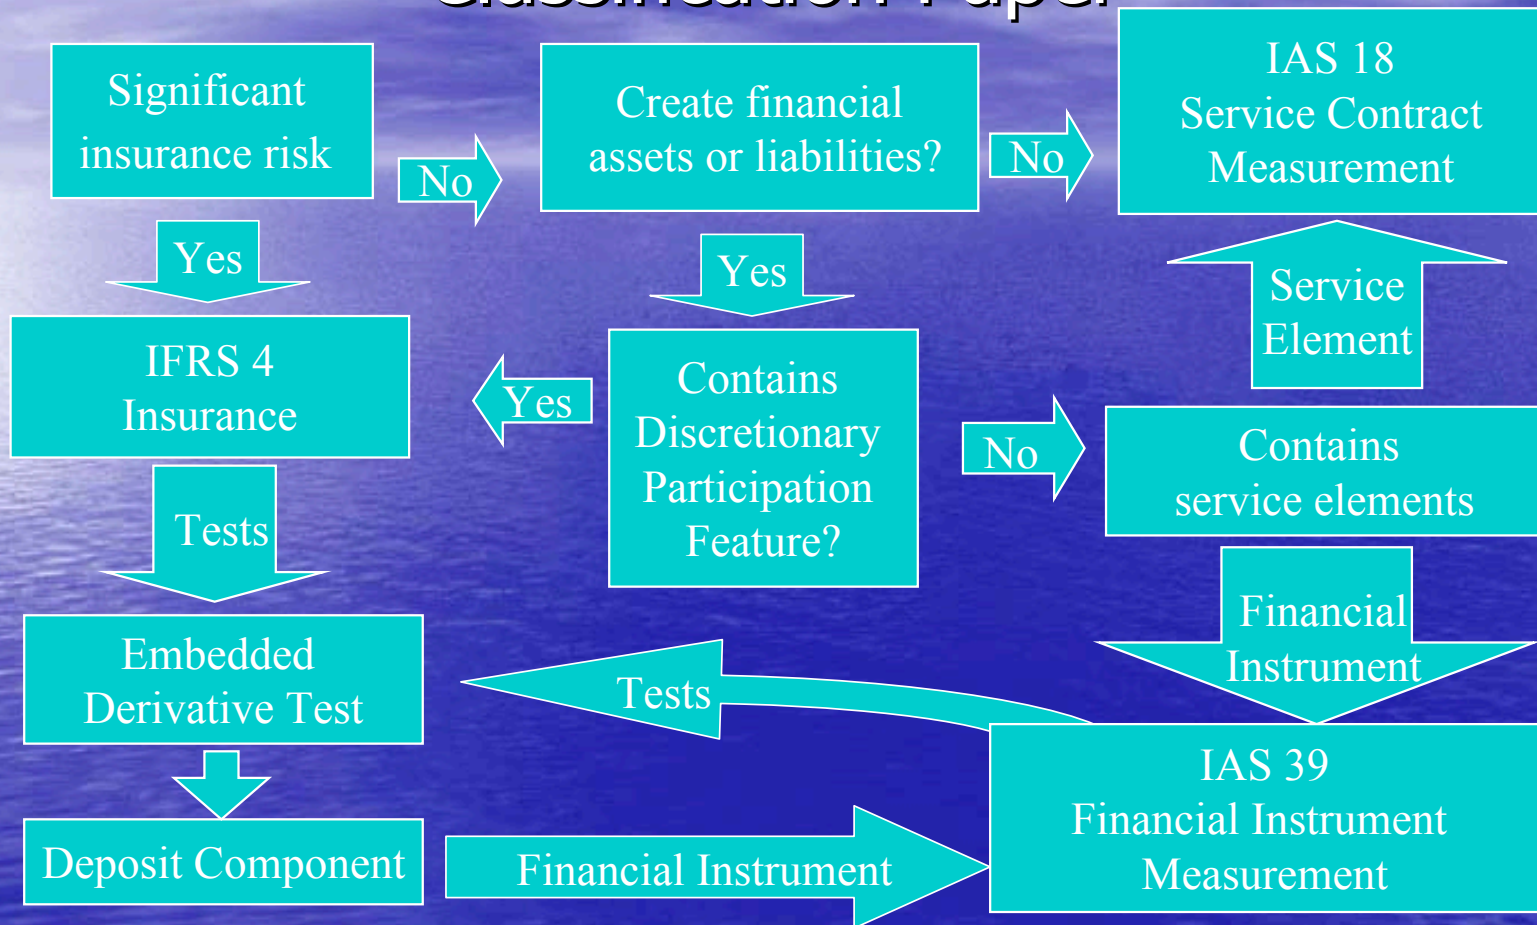 Classification Paper
Significant
insurance risk
No
Create financial
assets or liabilities?
No
IAS 18
Service Contract
Measurement
Yes
Yes
Service
Element
IFRS 4
Insurance
Yes
Contains
Discretionary
Participation
Feature?
No
Contains
service elements
Tests
Financial
Instrument
Embedded
Derivative Test
Tests
IAS 39
Financial Instrument
Measurement
Deposit Component
Financial Instrument